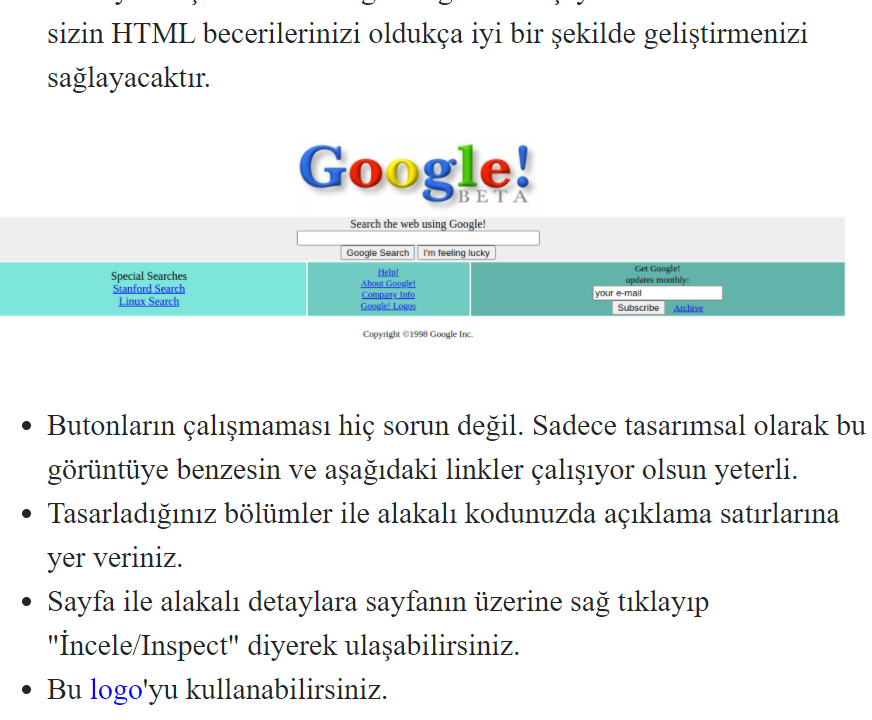 sizin HTML becerilerinizi oldukça iyi bir şekilde geliştirmenizi
sağlayacaktır.
Google!
BETA
Search the web using Google!
Google Search I'm feeling lucky
Special Searches
Stanford Search
Linux Search
Help!
About Google!
Company Info
Google! Logos
Get Google!
updates monthly:
your e-mail
Subscribe Archive
Copyright ©1998 Google Inc.
• Butonların çalışmaması hiç sorun değil. Sadece tasarımsal olarak bu
görüntüye benzesin ve aşağıdaki linkler çalışıyor olsun yeterli.
• Tasarladığınız bölümler ile alakalı kodunuzda açıklama satırlarına
yer veriniz.
• Sayfa ile alakalı detaylara sayfanın üzerine sağ tıklayıp
"İncele/Inspect" diyerek ulaşabilirsiniz.
• Bu logo'yu kullanabilirsiniz.